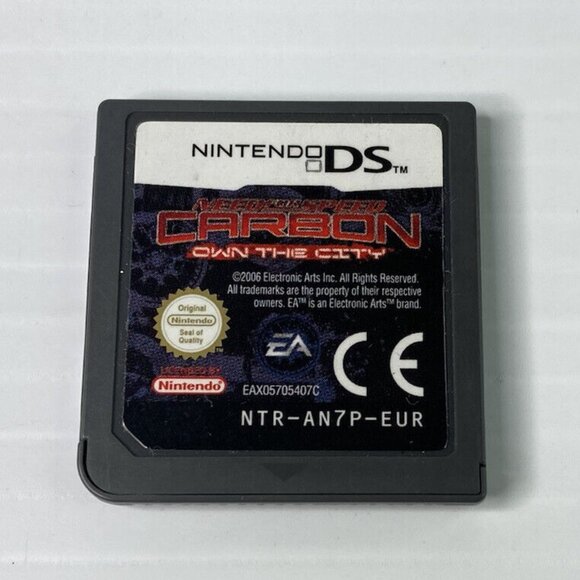 NINTENDO DS™
NEED FOR SPEED
CARBON
OWN THE CITY
©2006 Electronic Arts Inc. All Rights Reserved.
All trademarks are the property of their respective
owners. EA™ is an Electronic Arts™ brand.
Original
Nintendo
Seal of
Quality
EA
CE
LICENSED BY
Nintendo
EAX05705407C
NTR-AN7P-EUR